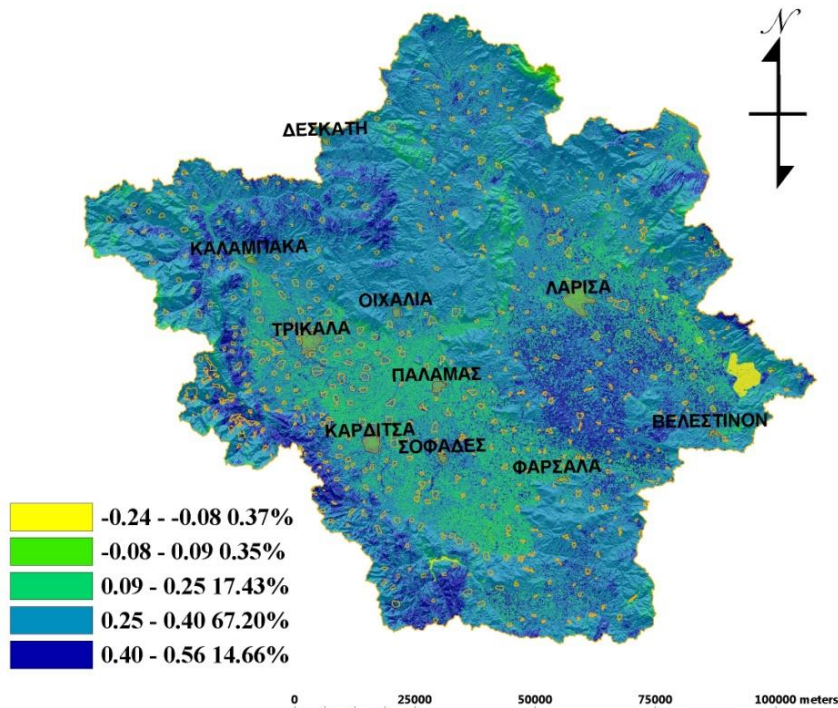 N
ΔΕΣΚΑΤΗ
ΚΑΛΑΜΠΑΚΑ
ΟΙΧΑΛΙΑ
ΛΑΡΙΣΑ
ΤΡΙΚΑΛΑ
ΠΑΛΑΜΑΣ
ΚΑΡΔΙΤΣΑ
ΣΟΦΑΔΕΣ
ΒΕΛΕΣΤΙΝΟΝ
ΦΑΡΣΑΛΑ
-0.24 - -0.08 0.37%
-0.08 - 0.09 0.35%
0.09 - 0.25 17.43%
0.25 - 0.40 67.20%
0.40 - 0.56 14.66%
0 25000 50000 75000 100000 meters